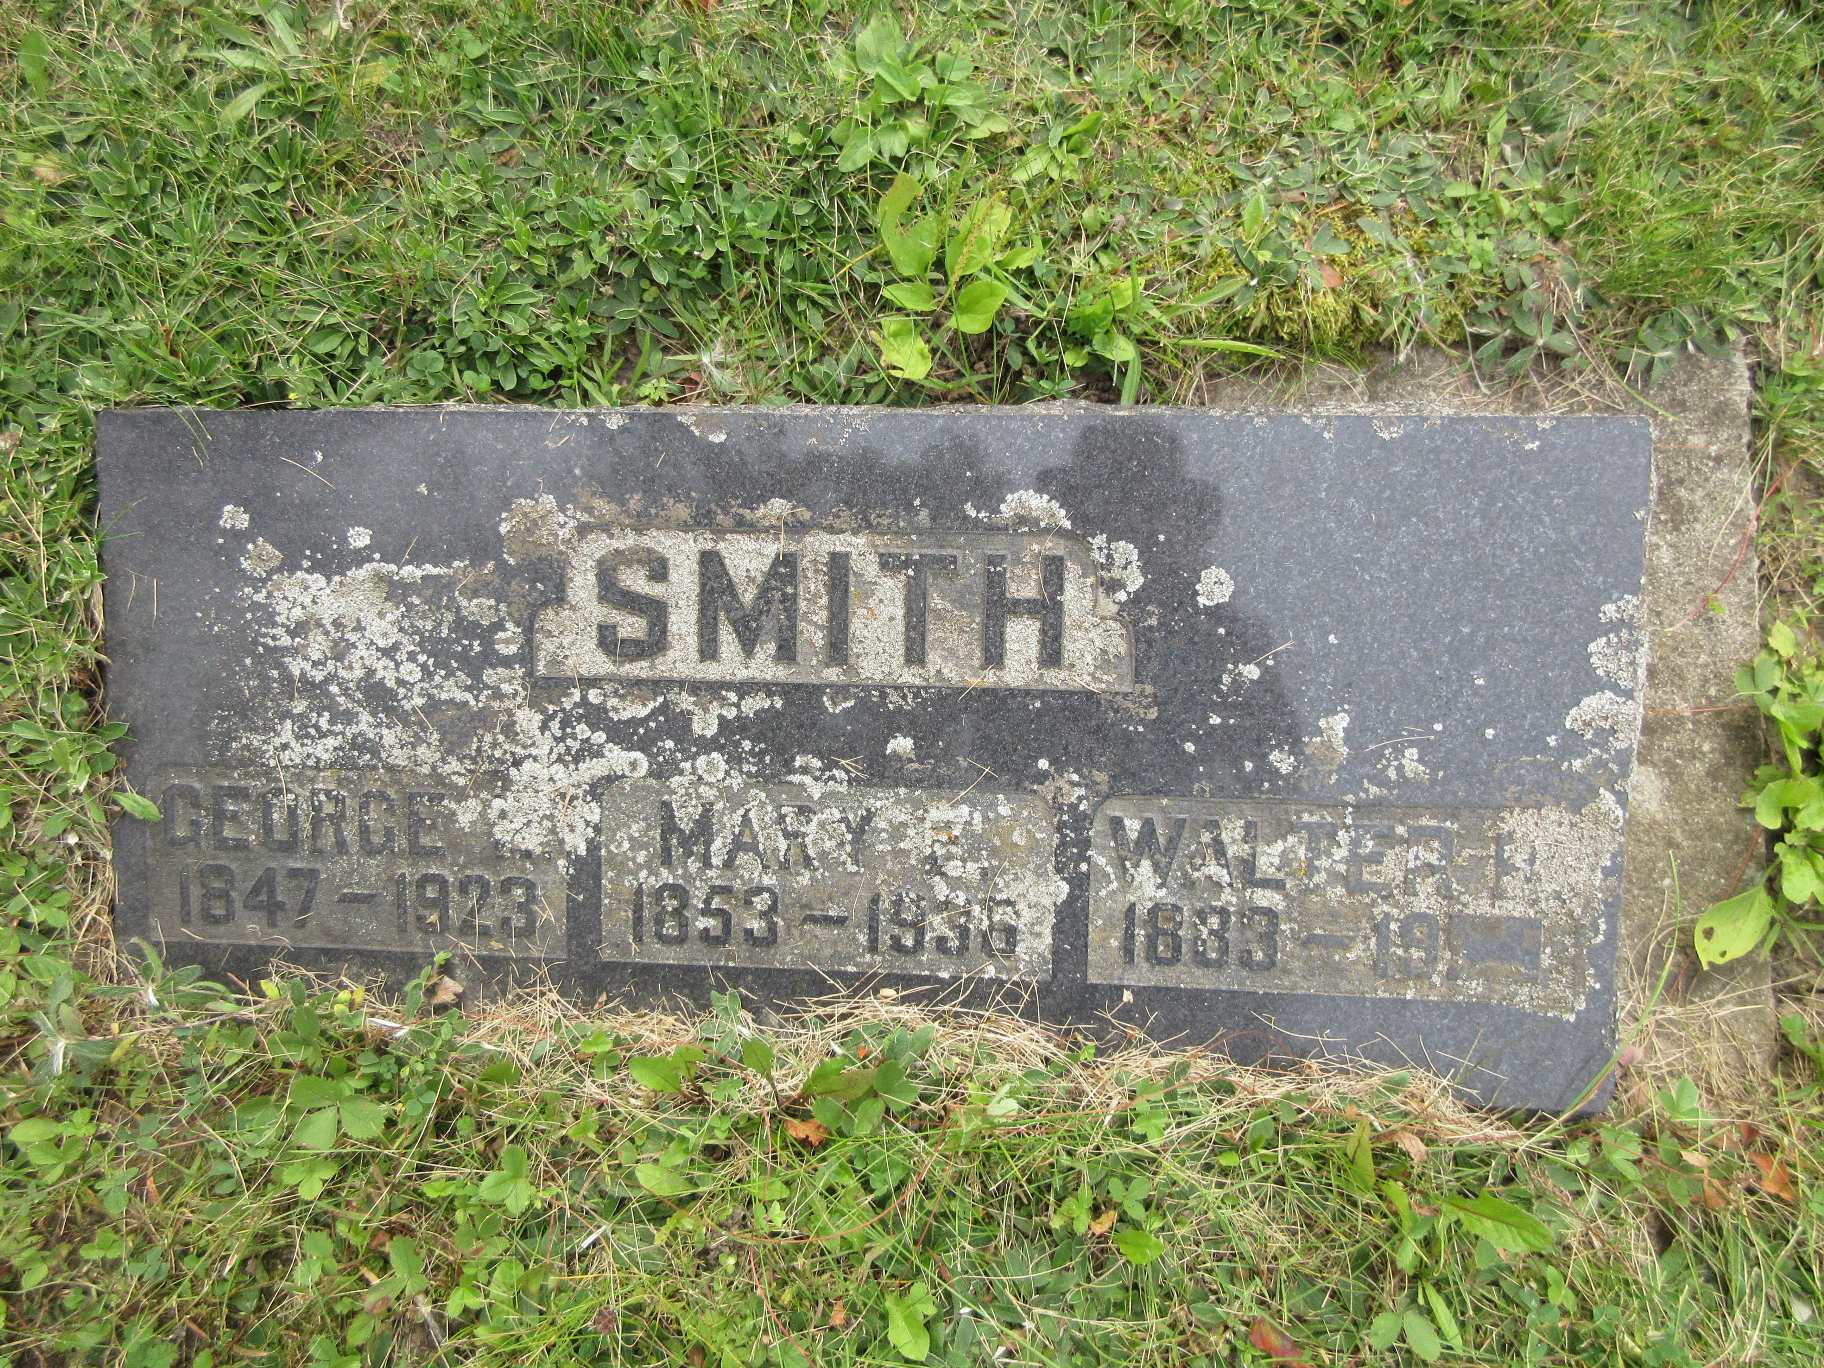 SMITH
GEORGE
1847 - 1923
MARY
1853 - 1936
WALTER
1883 - 19